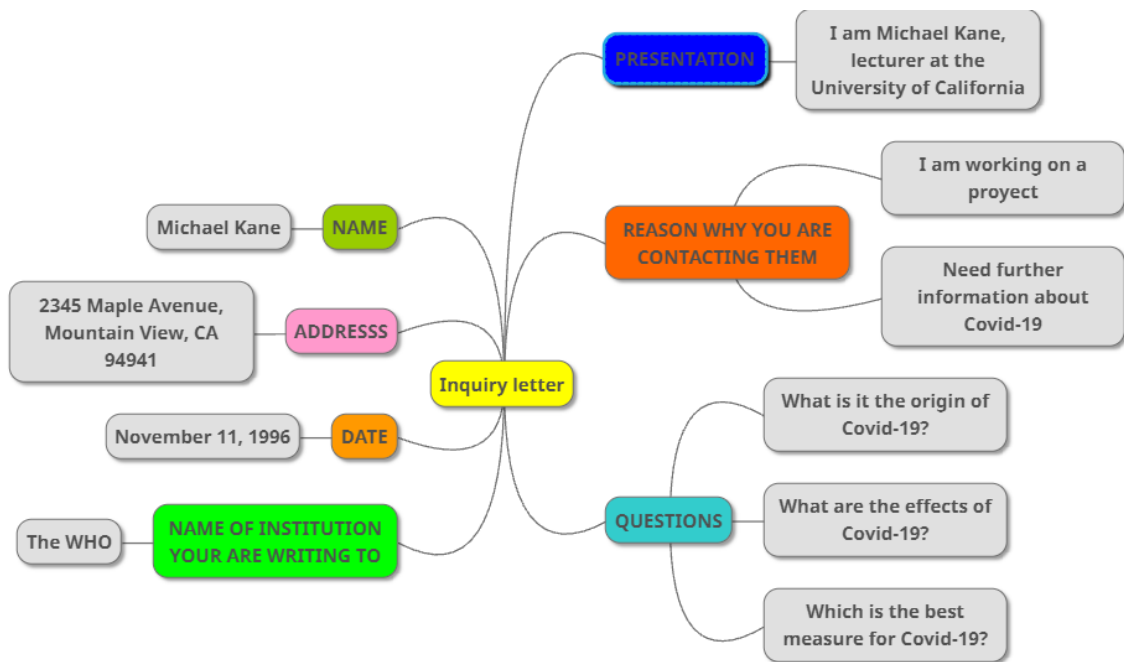 Inquiry letter
NAME
Michael Kane
ADDRESSS
2345 Maple Avenue,
Mountain View, CA
94941
DATE
November 11, 1996
NAME OF INSTITUTION
YOUR ARE WRITING TO
The WHO
PRESENTATION
I am Michael Kane,
lecturer at the
University of California
REASON WHY YOU ARE
CONTACTING THEM
I am working on a
proyect
Need further
information about
Covid-19
QUESTIONS
What is it the origin of
Covid-19?
What are the effects of
Covid-19?
Which is the best
measure for Covid-19?